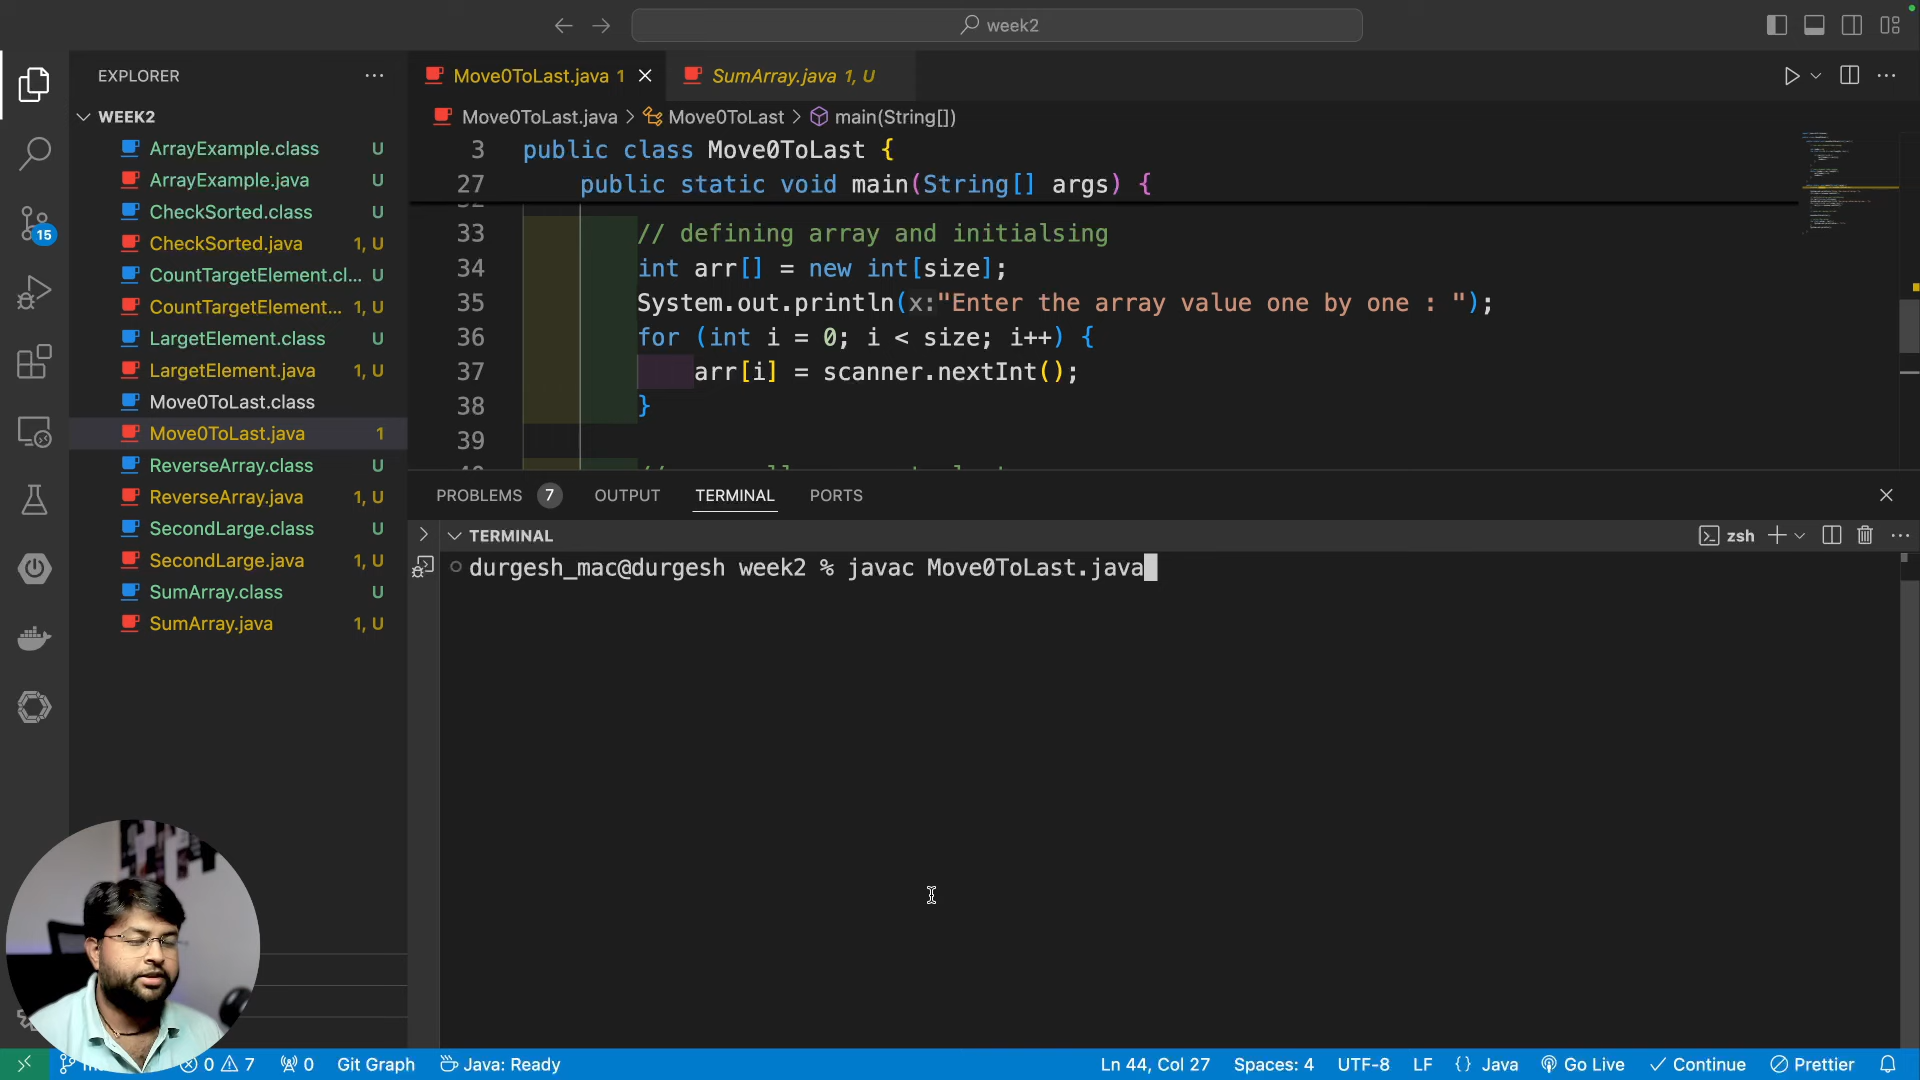 week2
EXPLORER
WEEK2
ArrayExample.class U
ArrayExample.java U
CheckSorted.class U
CheckSorted.java 1, U
CountTargetElement.cl... U
CountTargetElement... 1, U
LargetElement.class U
LargetElement.java 1, U
Move0ToLast.class
Move0ToLast.java 1
ReverseArray.class U
ReverseArray.java 1, U
SecondLarge.class U
SecondLarge.java 1, U
SumArray.class U
SumArray.java 1, U
15
Move0ToLast.java 1
SumArray.java 1, U
Move0ToLast.java > Move0ToLast > main(String[])
3 public class Move0ToLast {
27 public static void main(String[] args) {
33 // defining array and initialsing
34 int arr[] = new int[size];
35 System.out.println(x:"Enter the array value one by one : ");
36 for (int i = 0; i < size; i++) {
37 arr[i] = scanner.nextInt();
38 }
39
PROBLEMS 7 OUTPUT TERMINAL PORTS
TERMINAL
zsh
durgesh_mac@durgesh week2 % javac Move0ToLast.java
0 7 0 Git Graph Java: Ready Ln 44, Col 27 Spaces: 4 UTF-8 LF {} Java Go Live Continue Prettier